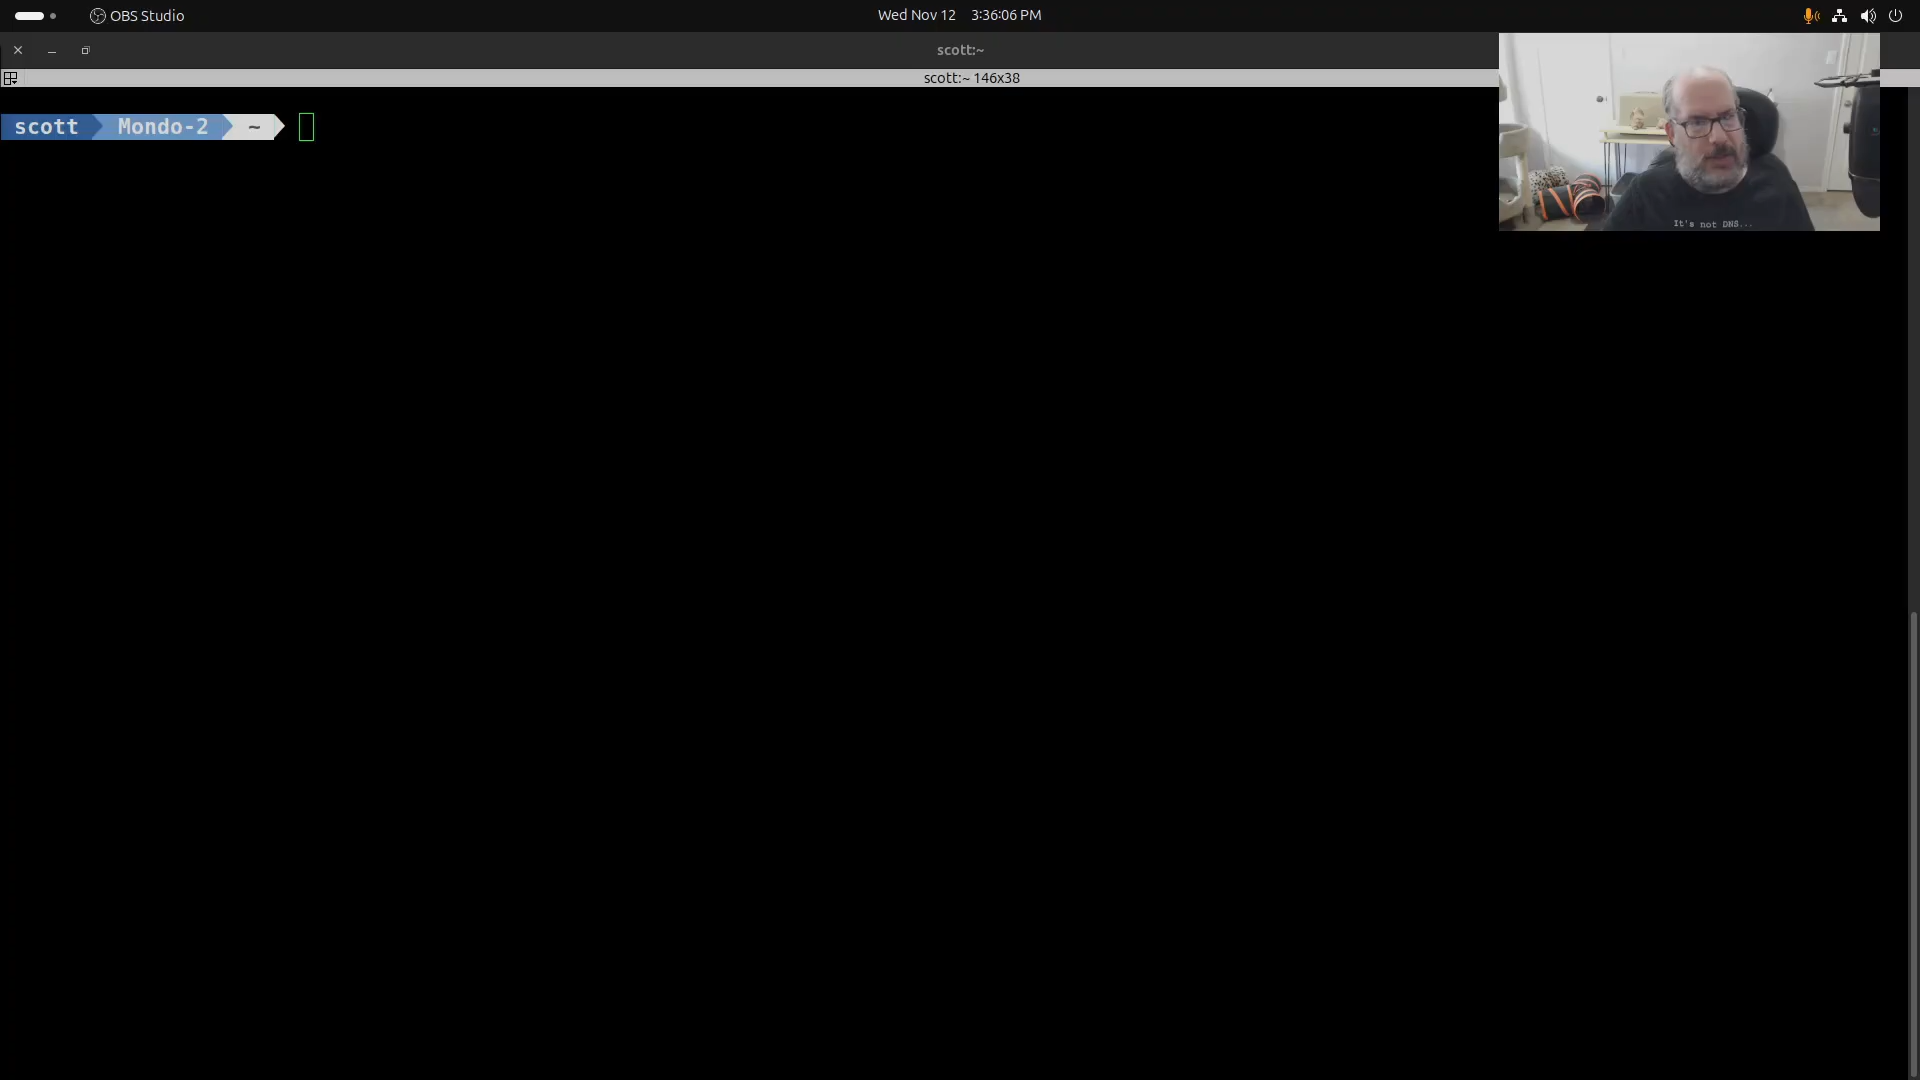 OBS Studio
Wed Nov 12 3:36:06 PM
scott:~
scott:~ 146x38
scott Mondo-2 ~
It's not DNS...